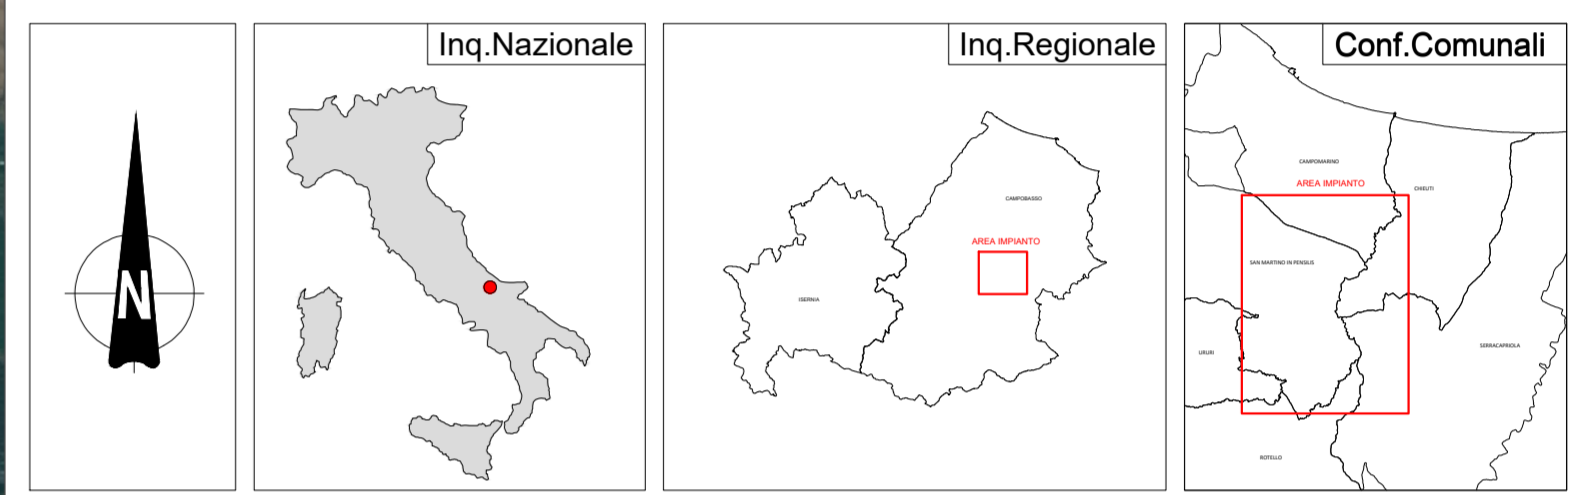 N
Inq.Nazionale
Inq.Regionale
CAMPOBASSO
AREA IMPIANTO
ISERNIA
Conf.Comunali
CAMPOMARINO
AREA IMPIANTO
CHIEUTI
SAN MARTINO IN PENSILIS
URURI
SERRACAPRIOLA
ROTELLO